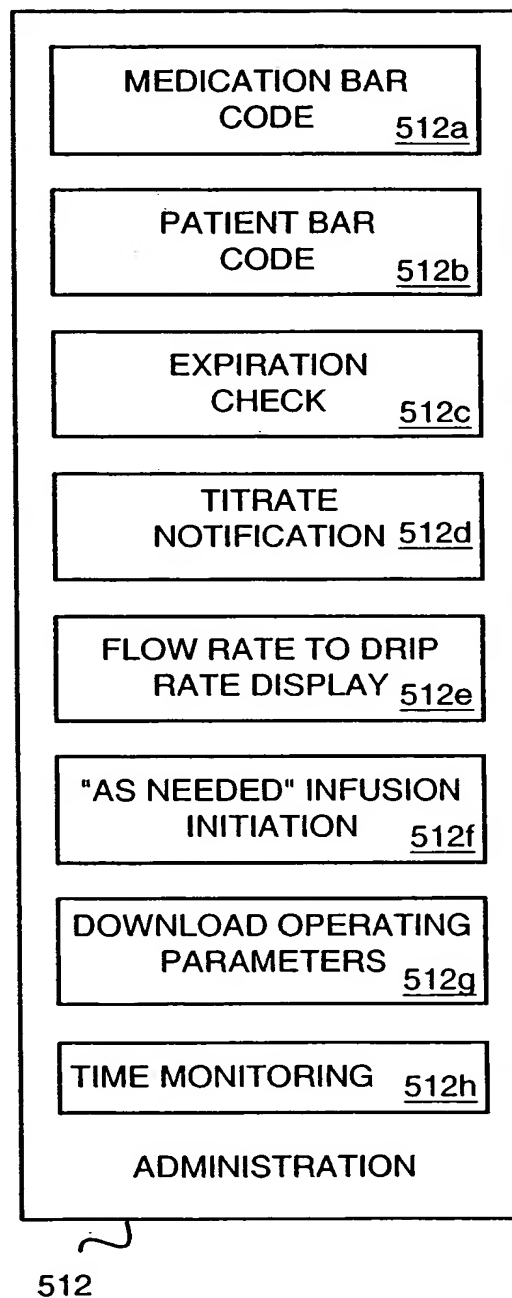 MEDICATION BAR
CODE 512a
PATIENT BAR
CODE 512b
EXPIRATION
CHECK 512c
TITRATE
NOTIFICATION 512d
FLOW RATE TO DRIP
RATE DISPLAY 512e
"AS NEEDED" INFUSION
INITIATION 512f
DOWNLOAD OPERATING
PARAMETERS 512g
TIME MONITORING 512h
ADMINISTRATION
512